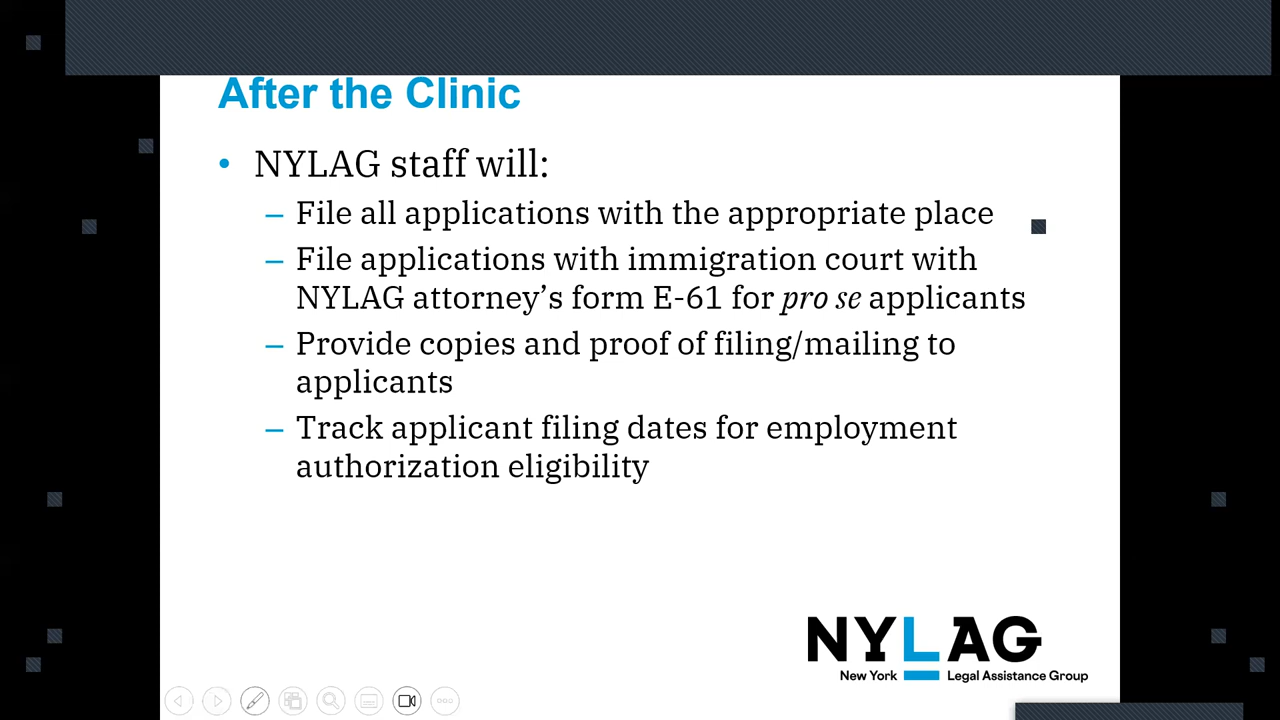 After the Clinic
• NYLAG staff will:
– File all applications with the appropriate place
– File applications with immigration court with
NYLAG attorney’s form E-61 for pro se applicants
– Provide copies and proof of filing/mailing to
applicants
– Track applicant filing dates for employment
authorization eligibility
NYLAG
New York Legal Assistance Group